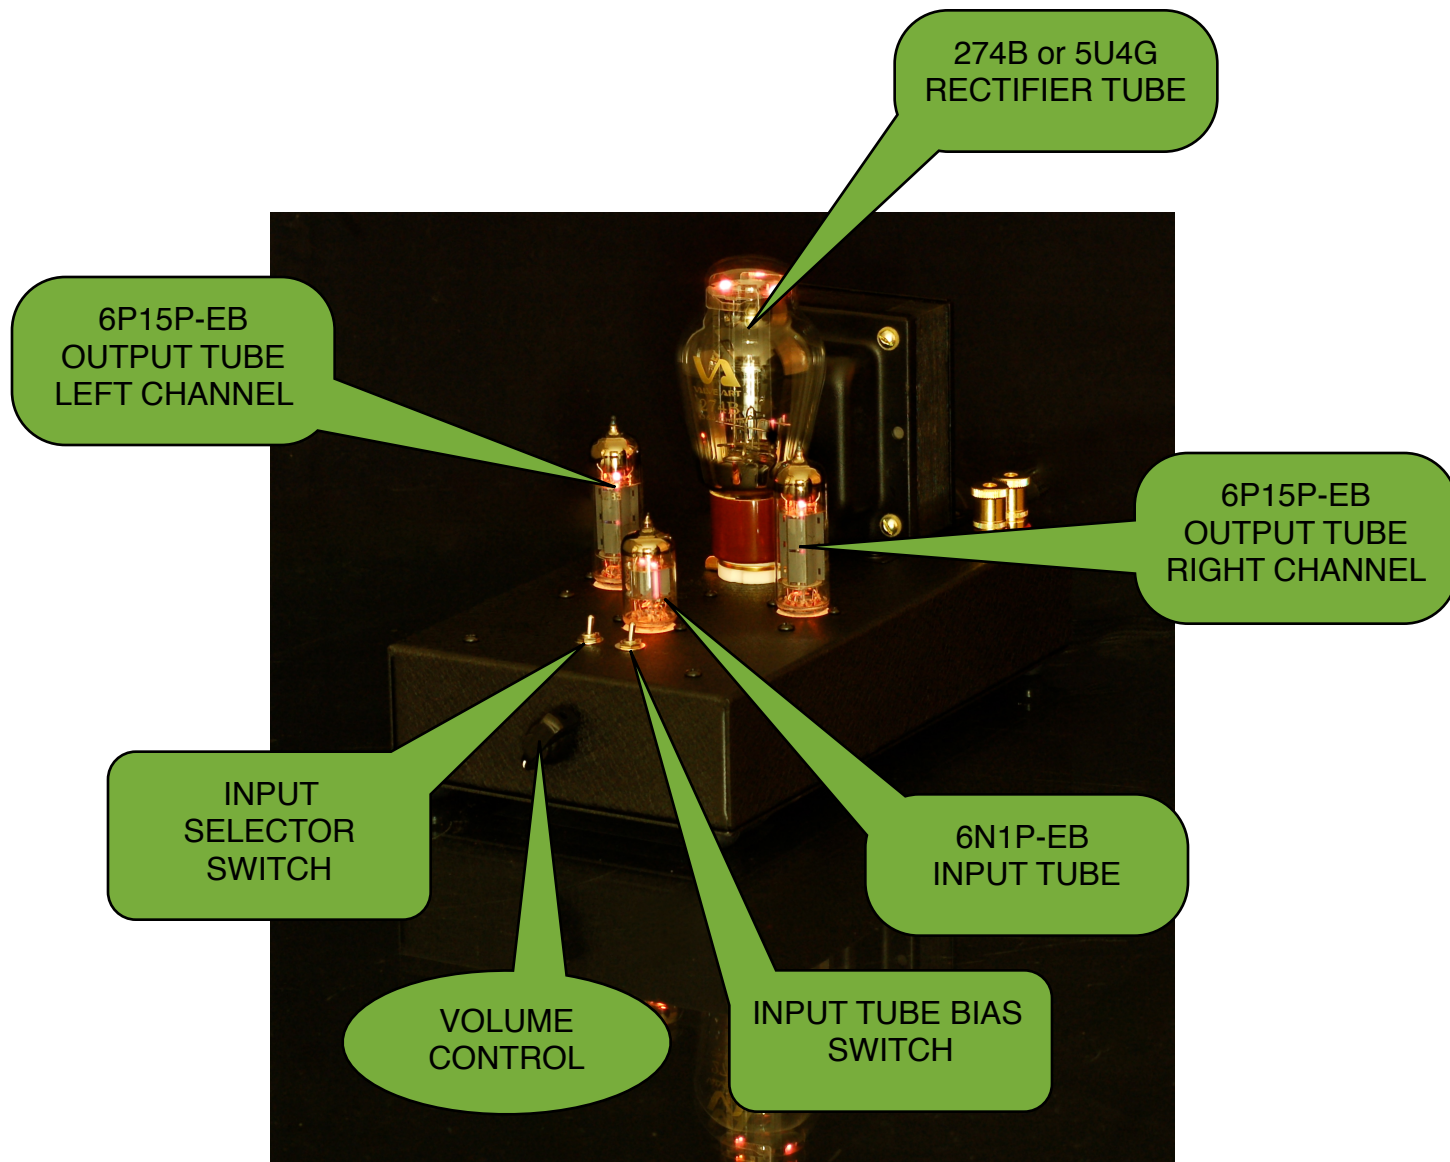 274B or 5U4G
RECTIFIER TUBE
6P15P-EB
OUTPUT TUBE
LEFT CHANNEL
6P15P-EB
OUTPUT TUBE
RIGHT CHANNEL
INPUT
SELECTOR
SWITCH
6N1P-EB
INPUT TUBE
VOLUME
CONTROL
INPUT TUBE BIAS
SWITCH